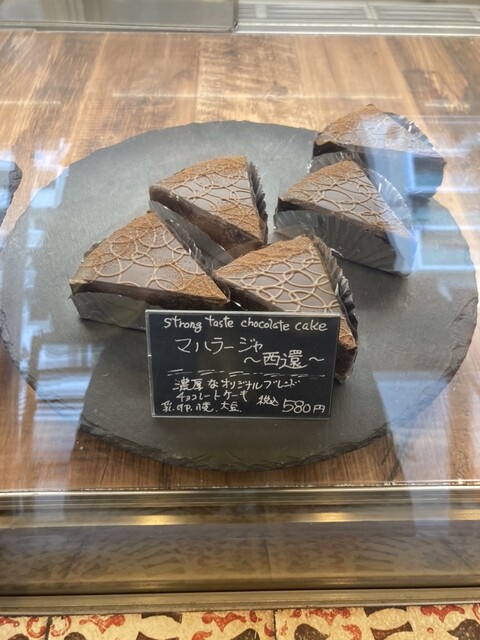 strong taste chocolate cake
マハラージャ
～西還～
濃厚なオリジナルブレンド
チョコレートケーキ
乳.卵.小麦.大豆. 税込 580円